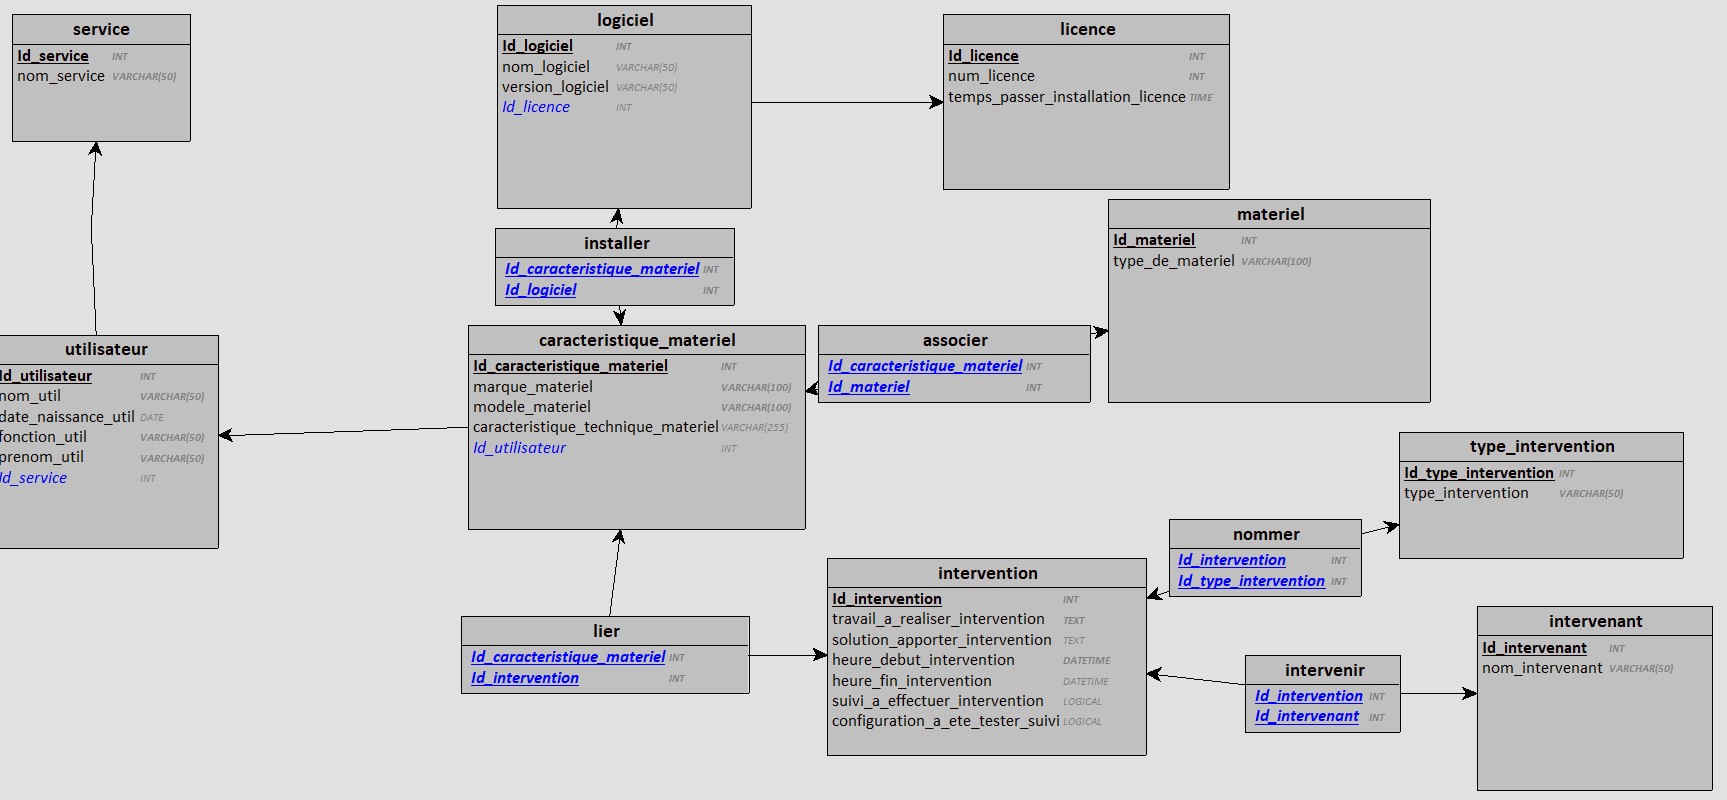 service
Id_service INT
nom_service VARCHAR(50)
logiciel
Id_logiciel INT
nom_logiciel VARCHAR(50)
version_logiciel VARCHAR(50)
Id_licence INT
licence
Id_licence INT
num_licence INT
temps_passer_installation_licence TIME
installer
Id_caracteristique_materiel INT
Id_logiciel INT
materiel
Id_materiel INT
type_de_materiel VARCHAR(100)
utilisateur
Id_utilisateur INT
nom_util VARCHAR(50)
date_naissance_util DATE
fonction_util VARCHAR(50)
prenom_util VARCHAR(50)
Id_service INT
caracteristique_materiel
Id_caracteristique_materiel INT
marque_materiel VARCHAR(100)
modele_materiel VARCHAR(100)
caracteristique_technique_materiel VARCHAR(255)
Id_utilisateur INT
associer
Id_caracteristique_materiel INT
Id_materiel INT
type_intervention
Id_type_intervention INT
type_intervention VARCHAR(50)
nommer
Id_intervention INT
Id_type_intervention INT
lier
Id_caracteristique_materiel INT
Id_intervention INT
intervention
Id_intervention INT
travail_a_realiser_intervention TEXT
solution_apporter_intervention TEXT
heure_debut_intervention DATETIME
heure_fin_intervention DATETIME
suivi_a_effectuer_intervention LOGICAL
configuration_a_ete_tester_suivi LOGICAL
intervenir
Id_intervention INT
Id_intervenant INT
intervenant
Id_intervenant INT
nom_intervenant VARCHAR(50)